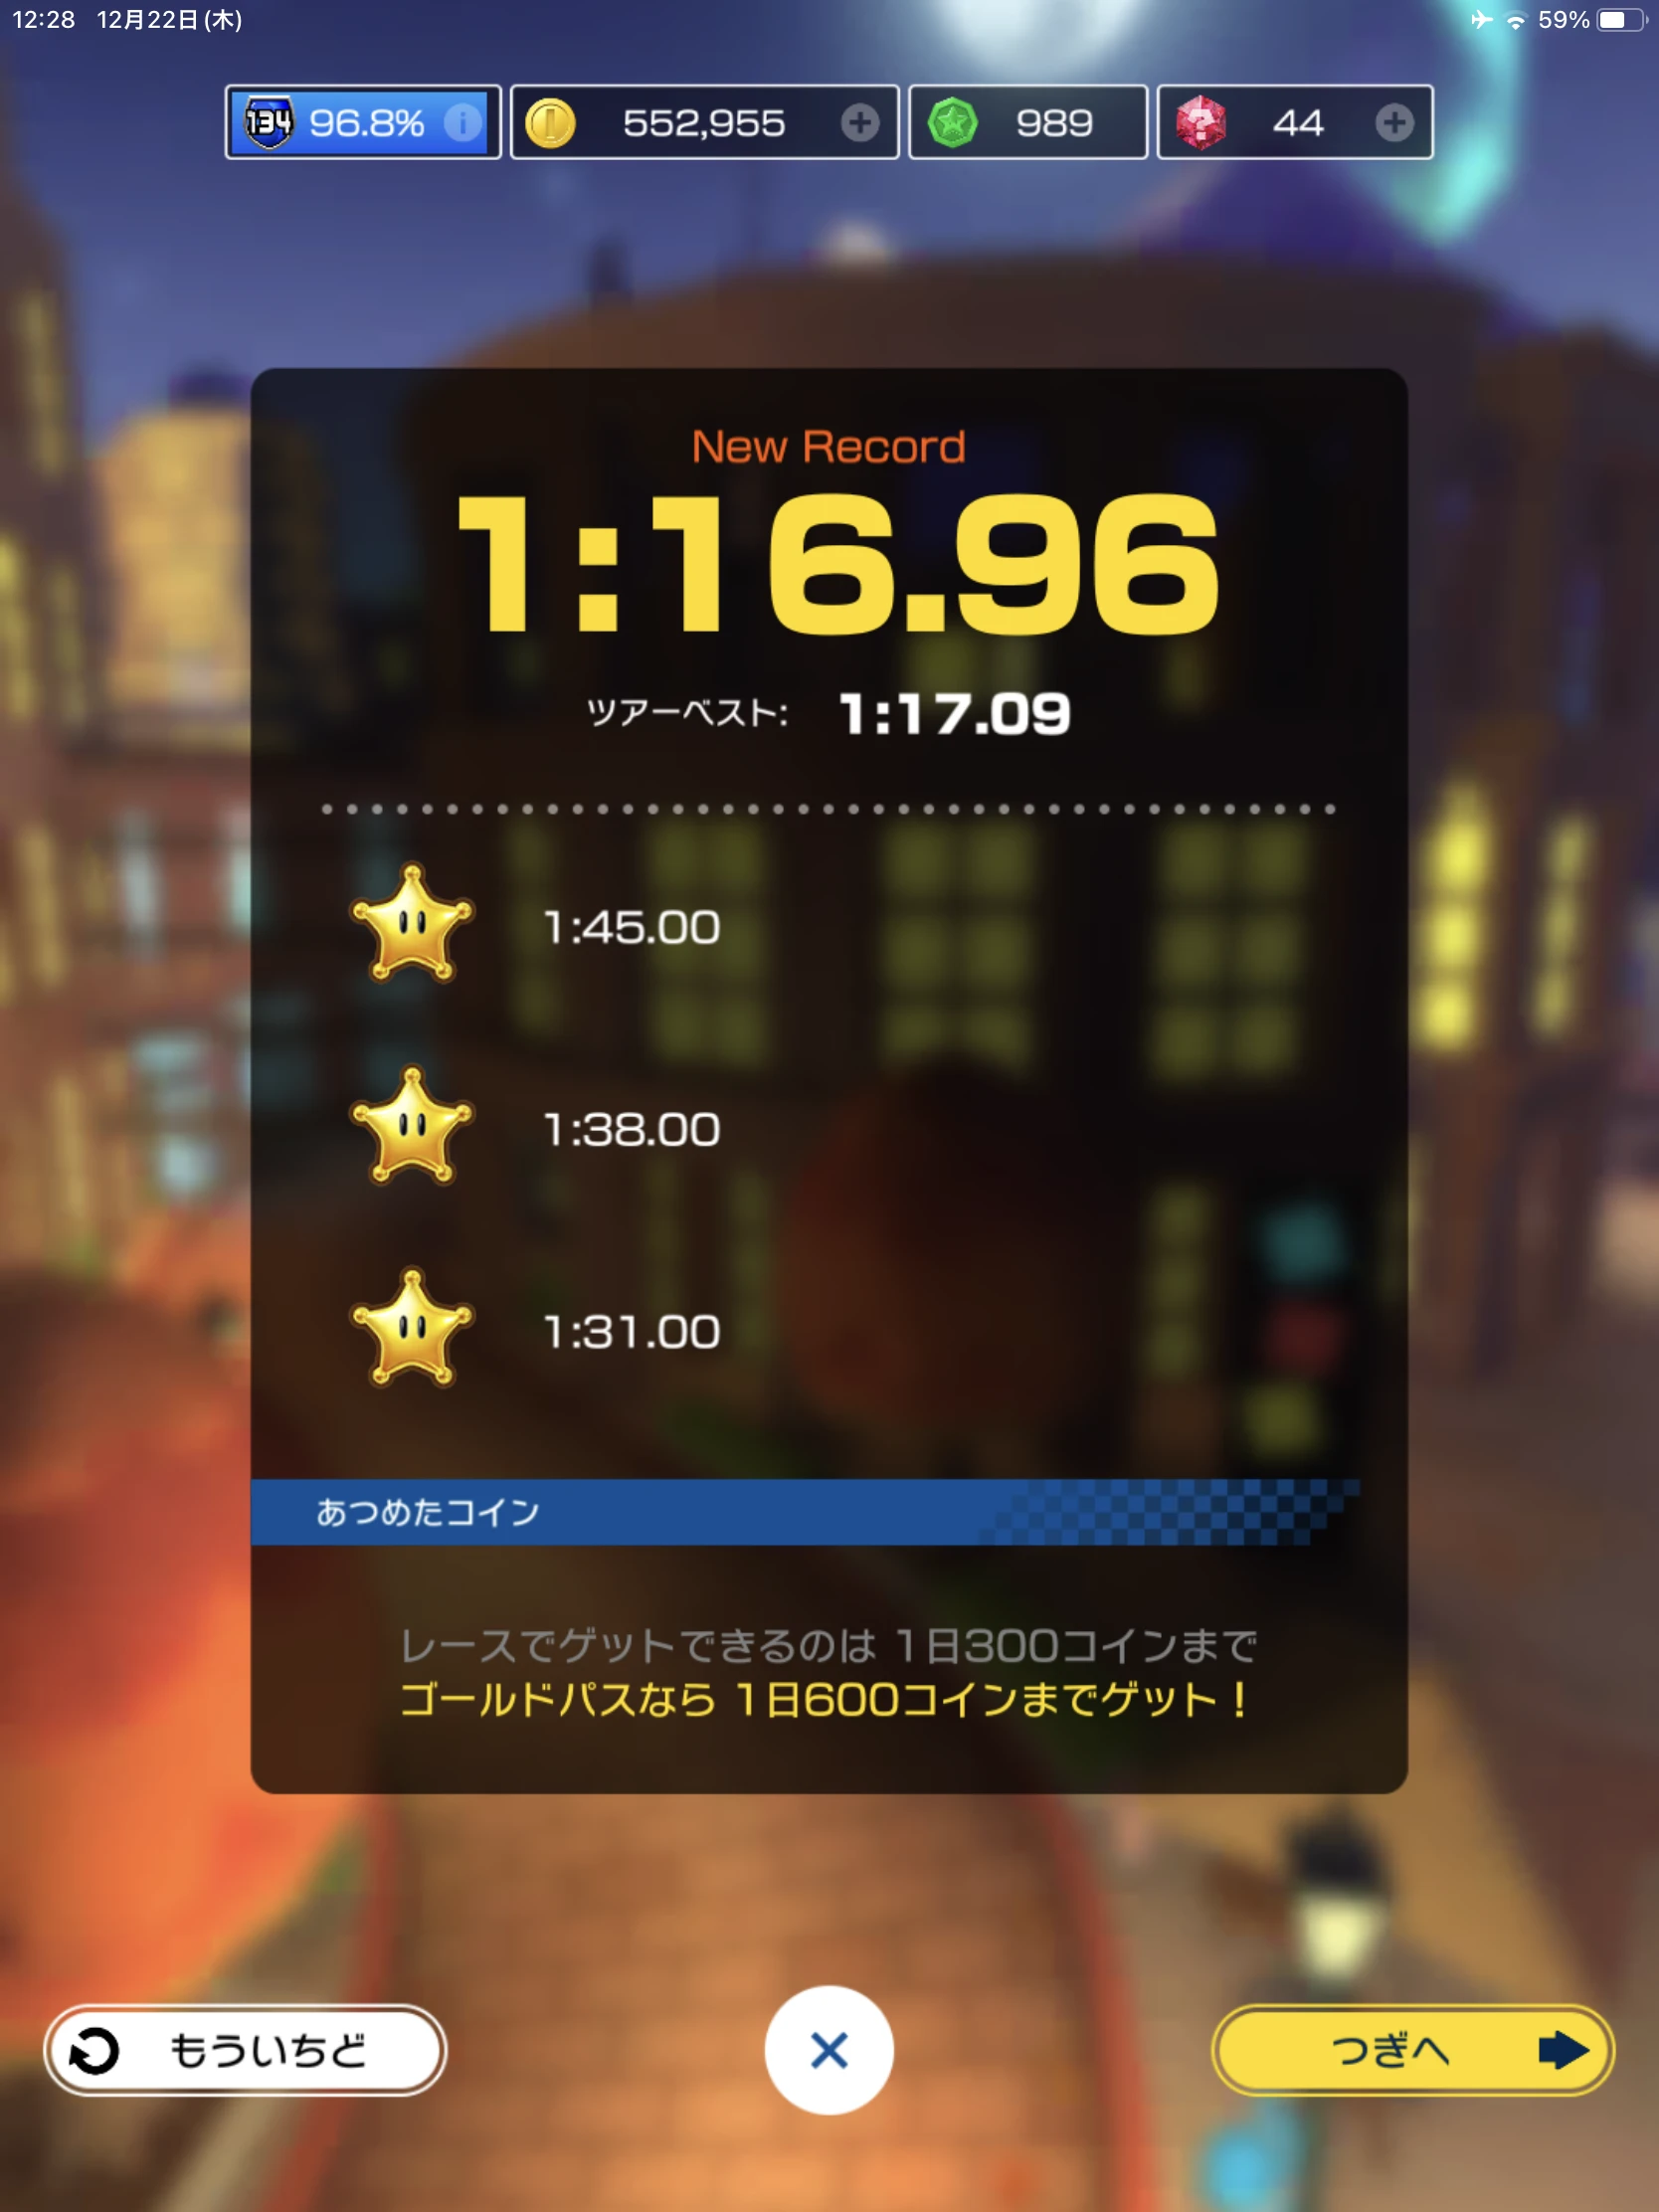 12:28 12月22日(木) 59%
134 96.8% 552,955 989 44
New Record
1:16.96
ツアーベスト: 1:17.09
1:45.00
1:38.00
1:31.00
あつめたコイン
レースでゲットできるのは 1日300コインまで
ゴールドパスなら 1日600コインまでゲット！
もういちど
つぎへ